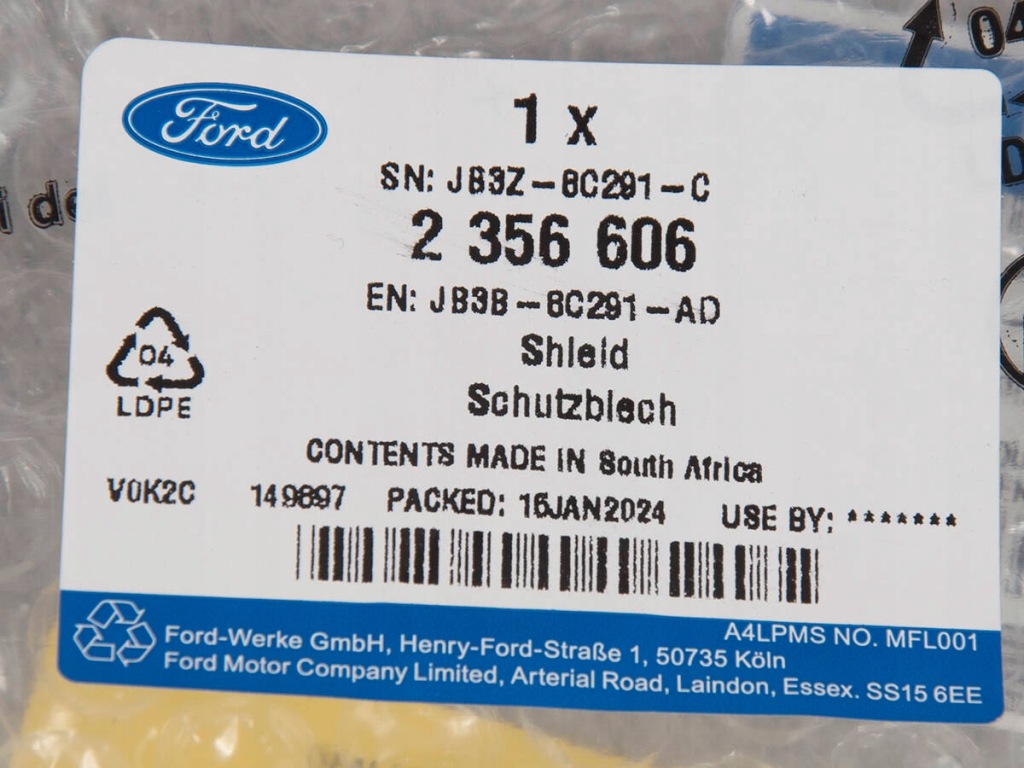 Ford
1 x
SN: JB3Z-8C291-C
2 356 606
EN: JB3B-8C291-AD
Shield
Schutzblech
04
LDPE
CONTENTS MADE IN South Africa
V0K2C 149897 PACKED: 15JAN2024 USE BY: *******
A4LPMS NO. MFL001
Ford-Werke GmbH, Henry-Ford-Straße 1, 50735 Köln
Ford Motor Company Limited, Arterial Road, Laindon, Essex. SS15 6EE